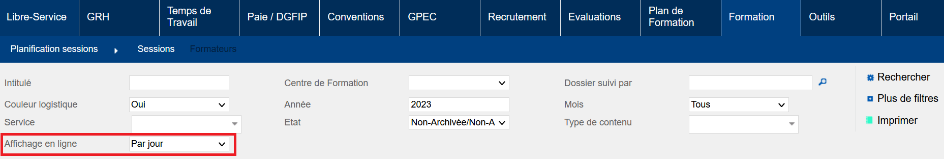 Libre-Service GRH Temps de Travail Paie / DGFIP Conventions GPEC Recrutement Evaluations Plan de Formation Formation Outils Portail
Planification sessions Sessions Formateurs
Intitulé Centre de Formation Dossier suivi par Rechercher
Couleur logistique Oui Année 2023 Mois Tous Plus de filtres
Service Etat Non-Archivée/Non-A Type de contenu Imprimer
Affichage en ligne Par jour